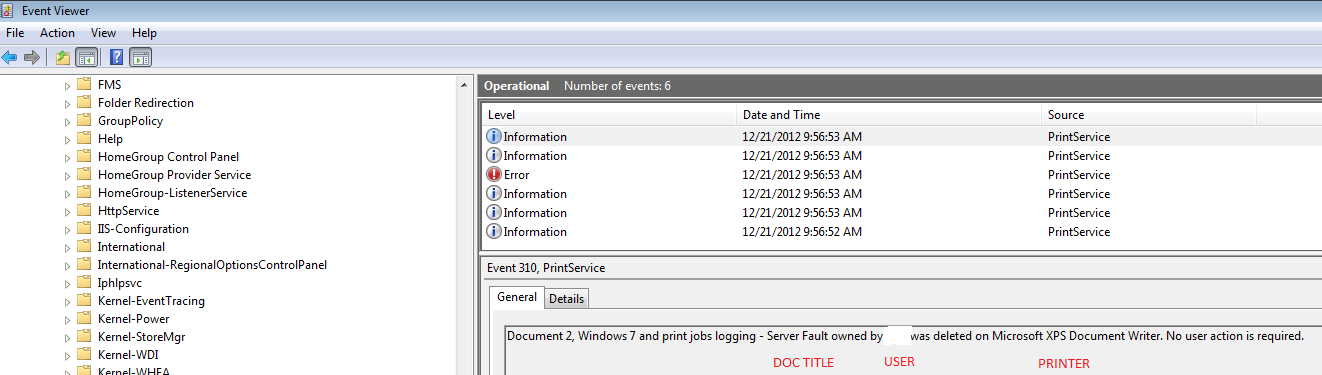 Event Viewer
File Action View Help
FMS
Folder Redirection
GroupPolicy
Help
HomeGroup Control Panel
HomeGroup Provider Service
HomeGroup-ListenerService
HttpService
IIS-Configuration
International
International-RegionalOptionsControlPanel
Iphlpsvc
Kernel-EventTracing
Kernel-Power
Kernel-StoreMgr
Kernel-WDI
Kernel-WHEA
Operational Number of events: 6
Level Date and Time Source
Information 12/21/2012 9:56:53 AM PrintService
Information 12/21/2012 9:56:53 AM PrintService
Error 12/21/2012 9:56:53 AM PrintService
Information 12/21/2012 9:56:53 AM PrintService
Information 12/21/2012 9:56:53 AM PrintService
Information 12/21/2012 9:56:52 AM PrintService
Event 310, PrintService
General Details
Document 2, Windows 7 and print jobs logging - Server Fault owned by was deleted on Microsoft XPS Document Writer. No user action is required.
DOC TITLE USER PRINTER